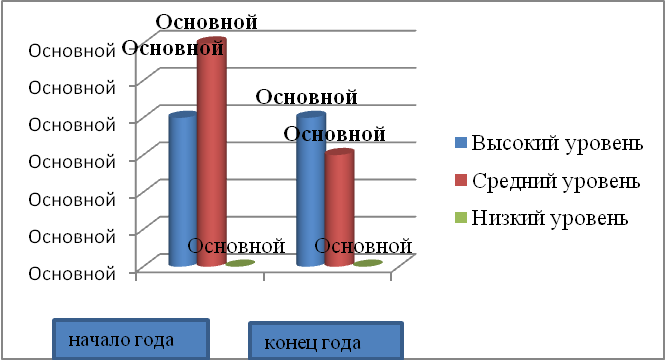 Основной
Основной Основной
Основной
Основной Основной
Основной Основной
Основной
Основной
Основной Основной
Основной
Высокий уровень
Средний уровень
Низкий уровень
начало года
конец года